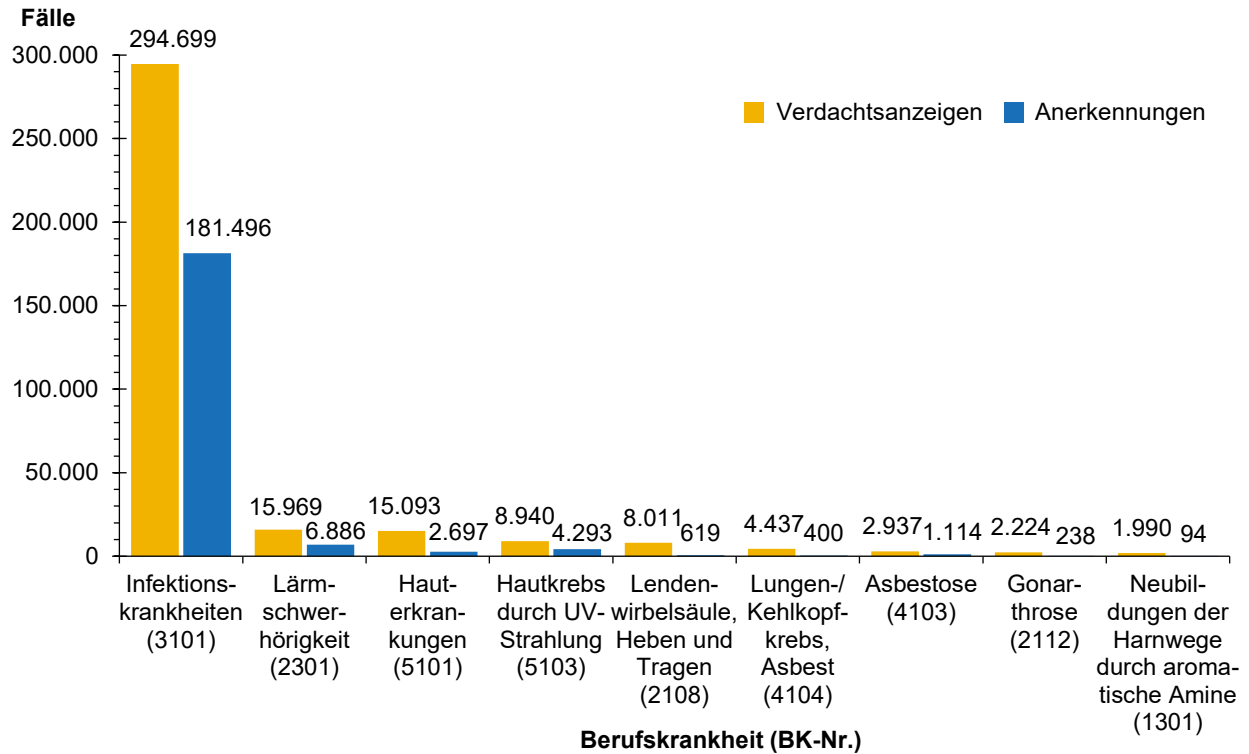 Fälle
294.699
300.000
Verdachtsanzeigen Anerkennungen
250.000
200.000
181.496
150.000
100.000
50.000
15.969 6.886 15.093 2.697 8.940 4.293 8.011 619 4.437 400 2.937 1.114 2.224 238 1.990 94
0
Infektions-
krankheiten
(3101)
Lärm-
schwer-
hörigkeit
(2301)
Haut-
erkran-
kungen
(5101)
Hautkrebs
durch UV-
Strahlung
(5103)
Lenden-
wirbelsäule,
Heben und
Tragen
(2108)
Lungen-/
Kehlkopf-
krebs,
Asbest
(4104)
Asbestose
(4103)
Gonar-
throse
(2112)
Neubil-
dungen der
Harnwege
durch aroma-
tische Amine
(1301)
Berufskrankheit (BK-Nr.)